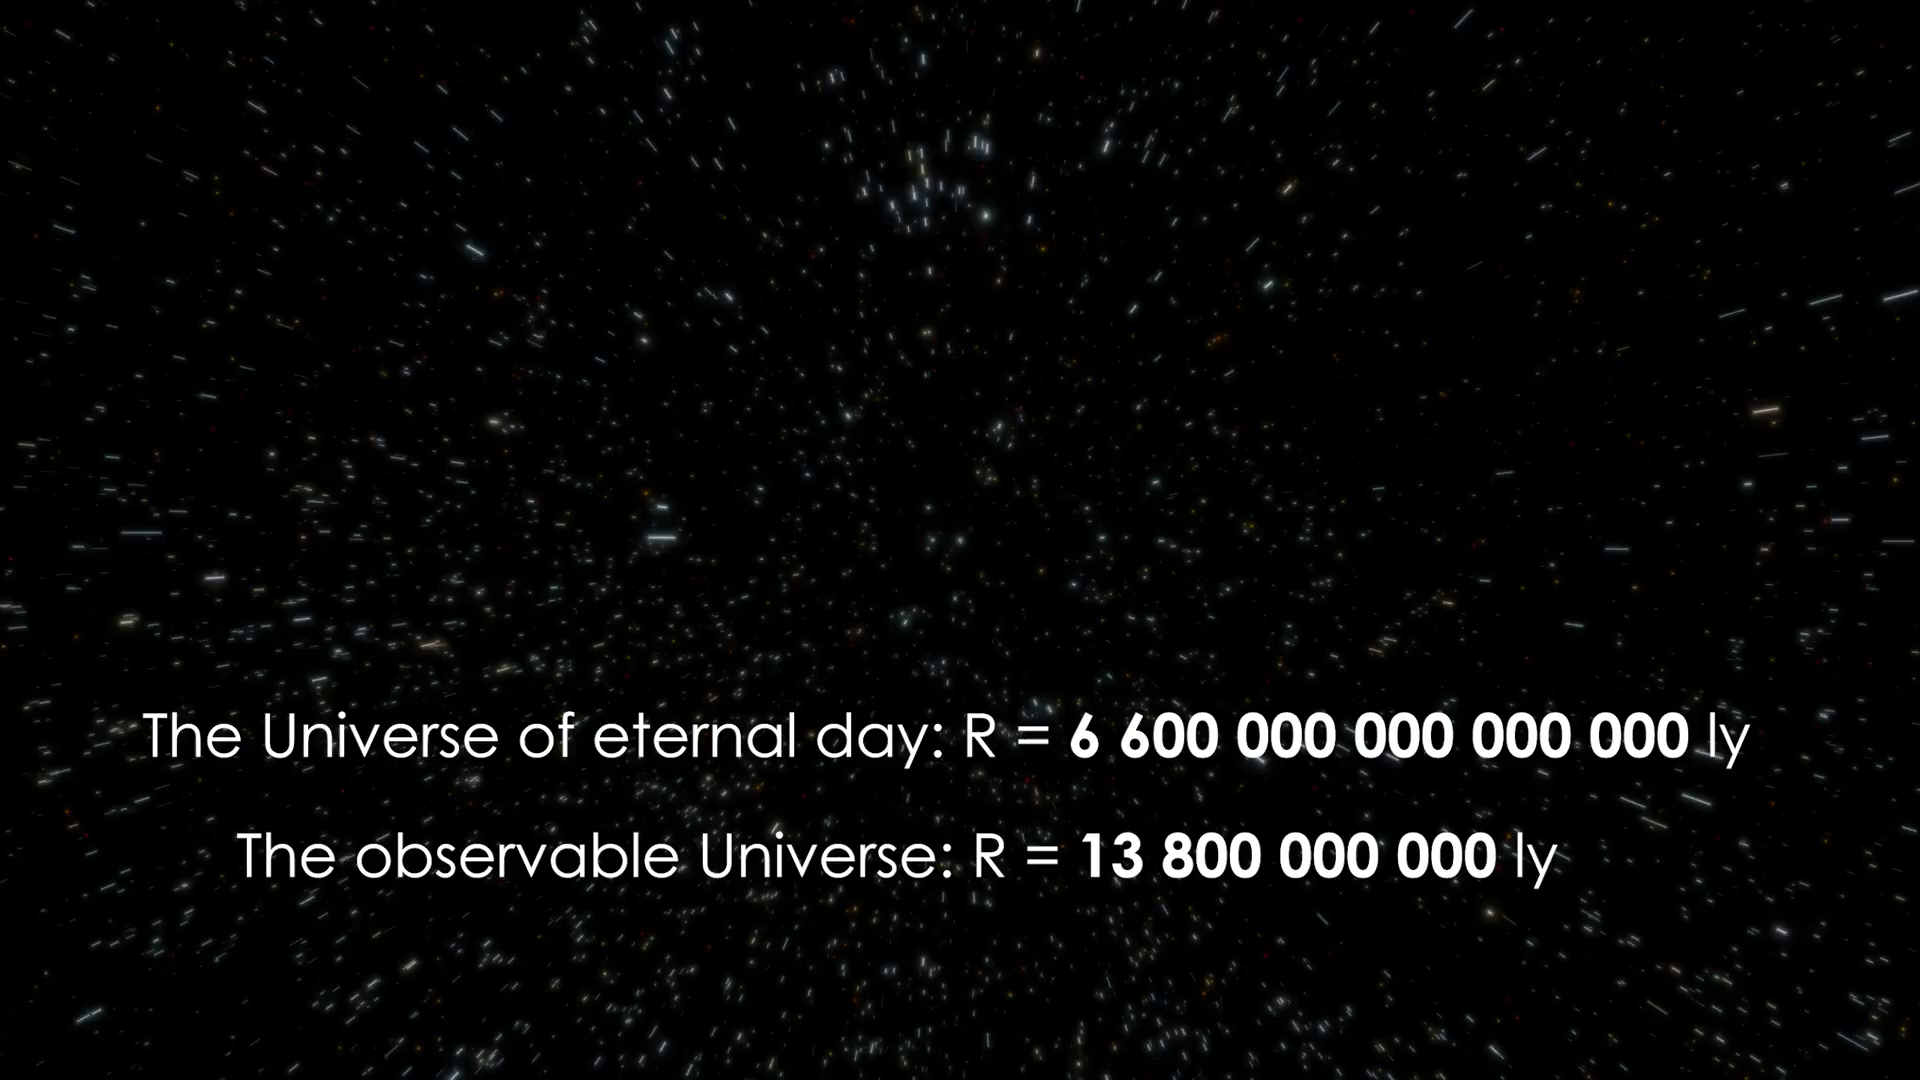 The Universe of eternal day: R = 6 600 000 000 000 000 ly
The observable Universe: R = 13 800 000 000 ly